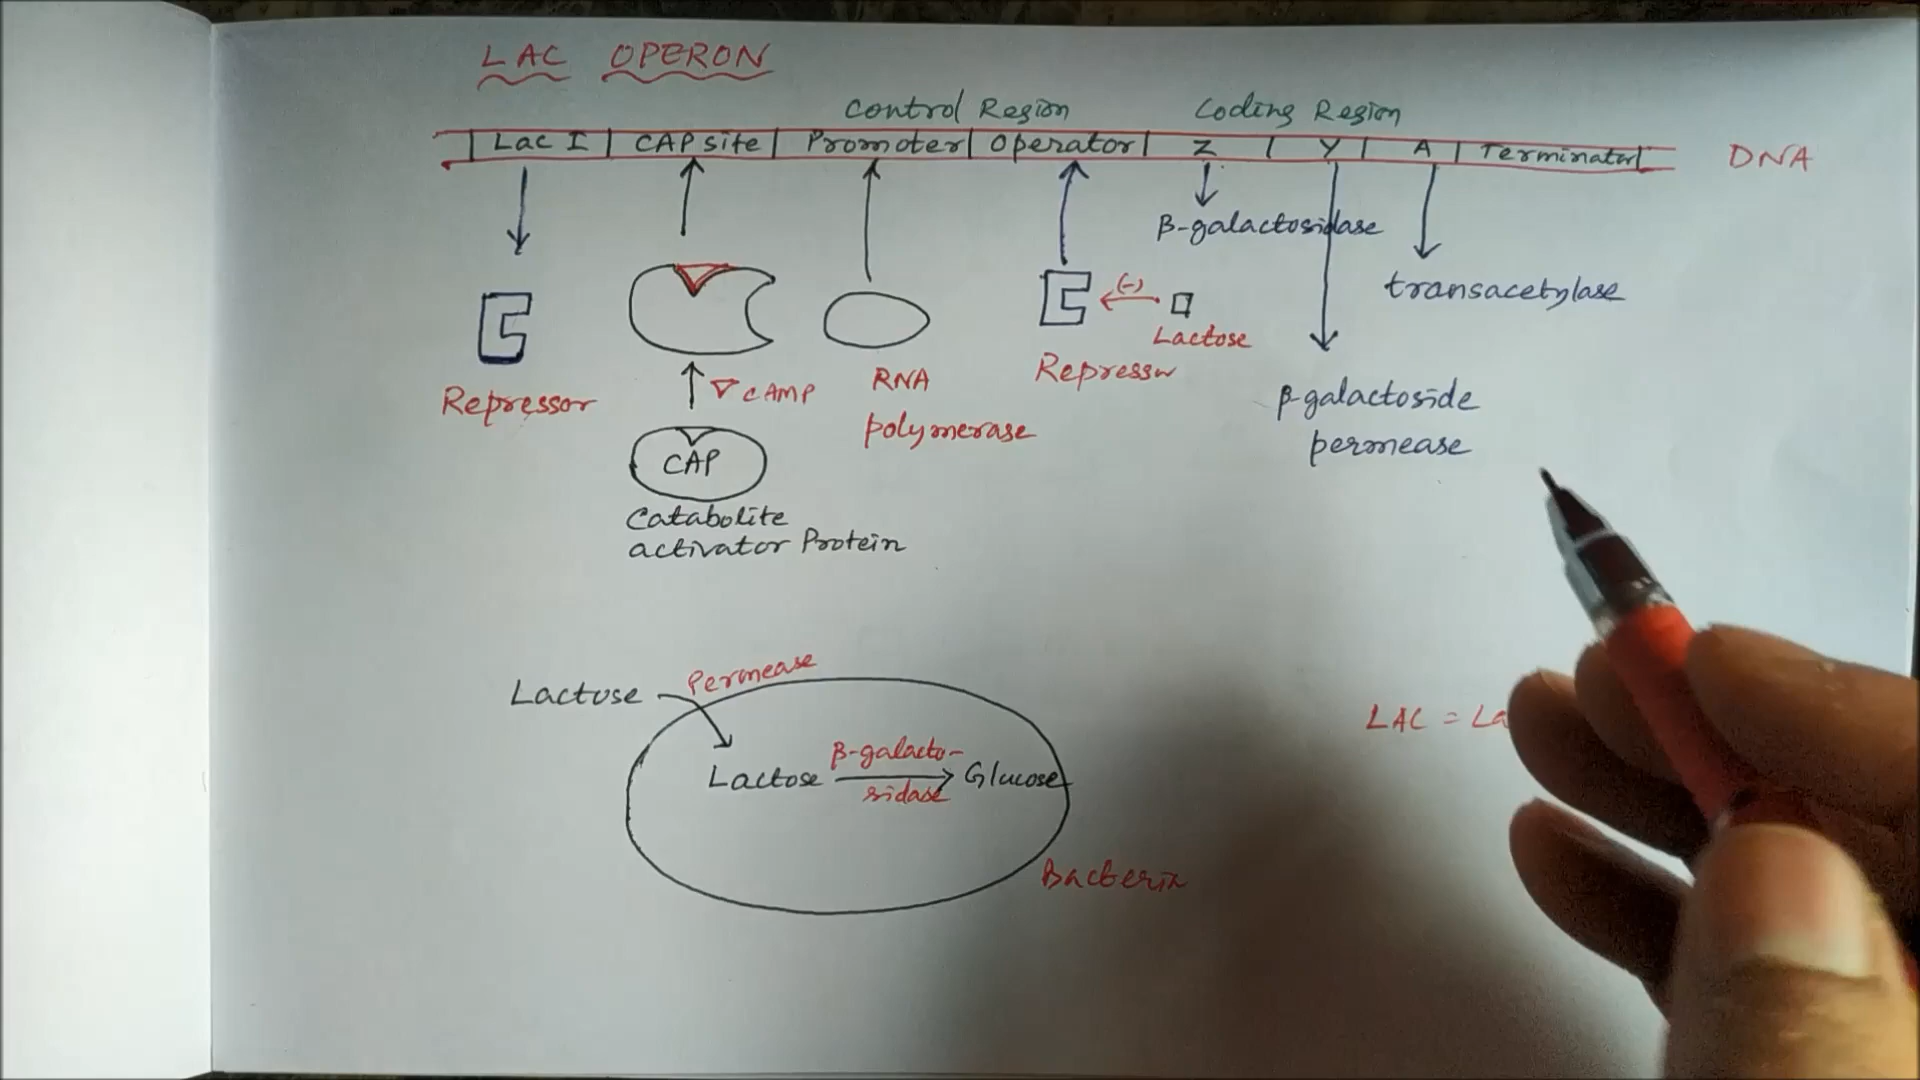 LAC OPERON
Control Region
Coding Region
Lac I CAP site Promoter Operator Z Y A Terminator
DNA
β-galactosidase
transacetylase
(-)
Lactose
Repressor
RNA
polymerase
Repressor
cAMP
β-galactoside
permease
CAP
Catabolite
activator Protein
Permease
Lactose
β-galacto-
Lactose Glucose
sidase
Bacteria
LAC = La